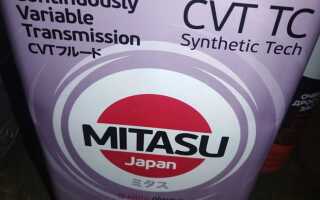 Continuously
Variable
Transmission
CVTフルード
CVT TC
Synthetic Tech
MITASU
Japan
ミタス